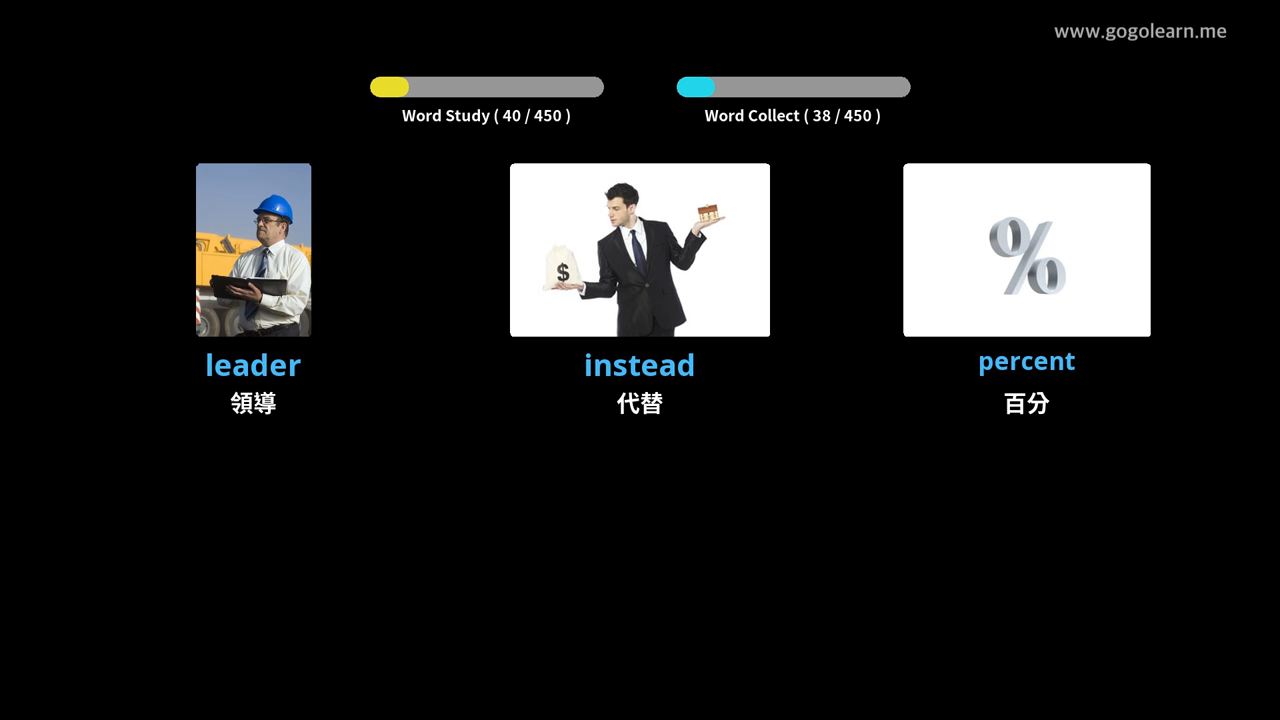 www.gogolearn.me
Word Study ( 40 / 450 )
Word Collect ( 38 / 450 )
$
%
leader
instead
percent
領導
代替
百分